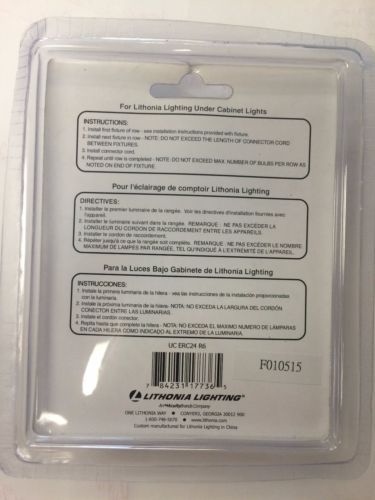 For Lithonia Lighting Under Cabinet Lights
INSTRUCTIONS:
1. Install first fixture of row - see installation instructions provided with fixture.
2. Install next fixture in row - NOTE: DO NOT EXCEED THE LENGTH OF CONNECTOR CORD
BETWEEN FIXTURES.
3. Install connector cord.
4. Repeat until row is completed - NOTE: DO NOT EXCEED MAX. NUMBER OF BULBS PER ROW AS
NOTED ON END OF FIXTURE
Pour l'éclairage de comptoir Lithonia Lighting
DIRECTIVES:
1. Installer le premier luminaire de la rangée. Voir les directives d'installation fournies avec
l'appareil.
2. Installer le luminaire suivant dans la rangée. REMARQUE : NE PAS EXCÉDER LA
LONGUEUR DU CORDON DE RACCORDEMENT ENTRE LES APPAREILS.
3. Installer le cordon de raccordement.
4. Répéter jusqu'à ce que la rangée soit complète. REMARQUE : NE PAS EXCÉDER LE NOMBRE
MAXIMUM DE LAMPES PAR RANGÉE, TEL QU'INDIQUÉ À L'EXTRÉMITÉ DE L'APPAREIL.
Para la Luces Bajo Gabinete de Lithonia Lighting
INSTRUCCIONES:
1. Instale la primera luminaria de la hilera - vea las instrucciones de la instalación proporcionadas
con la luminaria.
2. Instale la próxima luminaria de la hilera - NOTA: NO EXCEDA LA LARGURA DEL CORDÓN
CONECTOR ENTRE LAS LUMINARIAS.
3. Instale el cordón conector.
4. Repita hasta que complete la hilera - NOTA: NO EXCEDA EL MAXIMO NUMERO DE LÁMPARAS
EN CADA HILERA COMO INDICADO AL EXTREMO DE LA LUMINARIA.
UC ERC24 R6
7 84231 17736 5
F010515
LITHONIA LIGHTING
An AcuityBrands Company
ONE LITHONIA WAY • CONYERS, GEORGIA 30012 900
1-800-748-5070 • www.lithonia.com
Custom manufactured for Lithonia Lighting in China